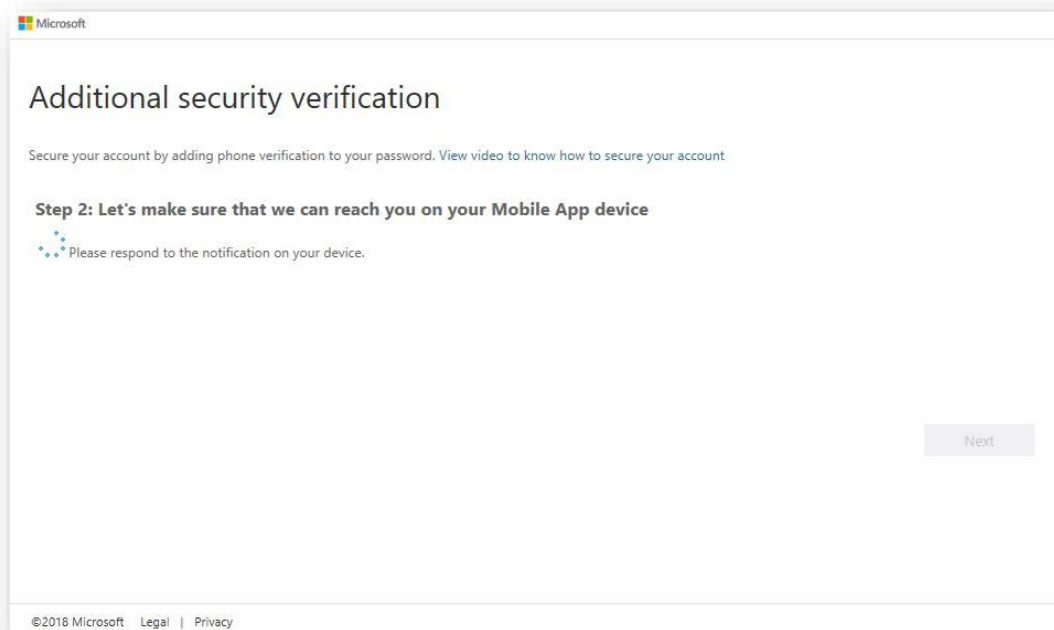 Microsoft
Additional security verification
Secure your account by adding phone verification to your password. View video to know how to secure your account
Step 2: Let's make sure that we can reach you on your Mobile App device
Please respond to the notification on your device.
Next
©2018 Microsoft Legal | Privacy